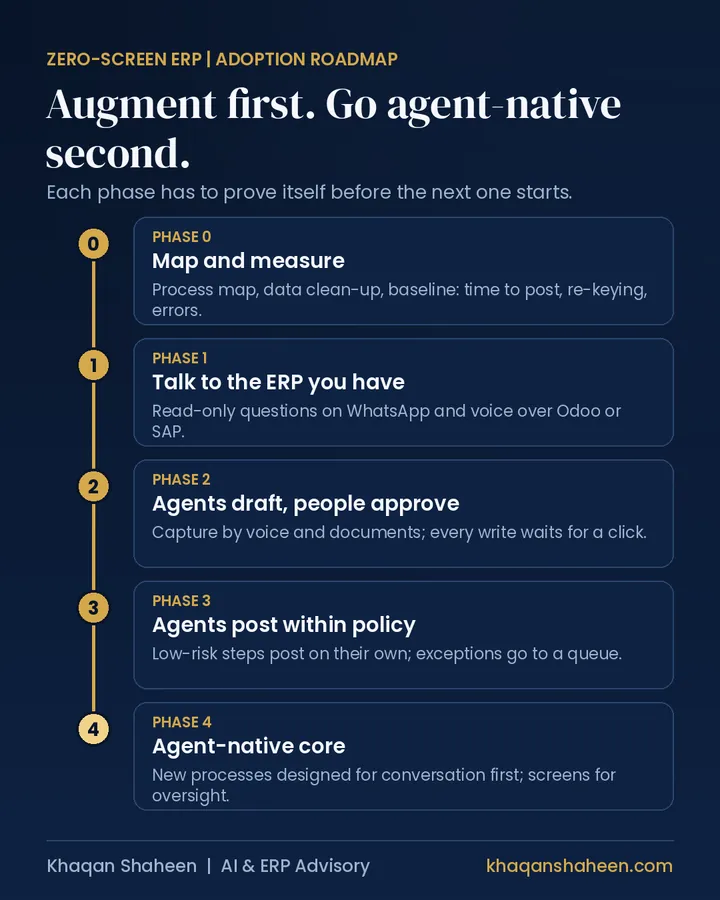 ZERO-SCREEN ERP | ADOPTION ROADMAP
Augment first. Go agent-native
second.
Each phase has to prove itself before the next one starts.
0
PHASE 0
Map and measure
Process map, data clean-up, baseline: time to post, re-keying,
errors.
1
PHASE 1
Talk to the ERP you have
Read-only questions on WhatsApp and voice over Odoo or
SAP.
2
PHASE 2
Agents draft, people approve
Capture by voice and documents; every write waits for a click.
3
PHASE 3
Agents post within policy
Low-risk steps post on their own; exceptions go to a queue.
4
PHASE 4
Agent-native core
New processes designed for conversation first; screens for
oversight.
Khaqan Shaheen | AI & ERP Advisory
khaqanshaheen.com